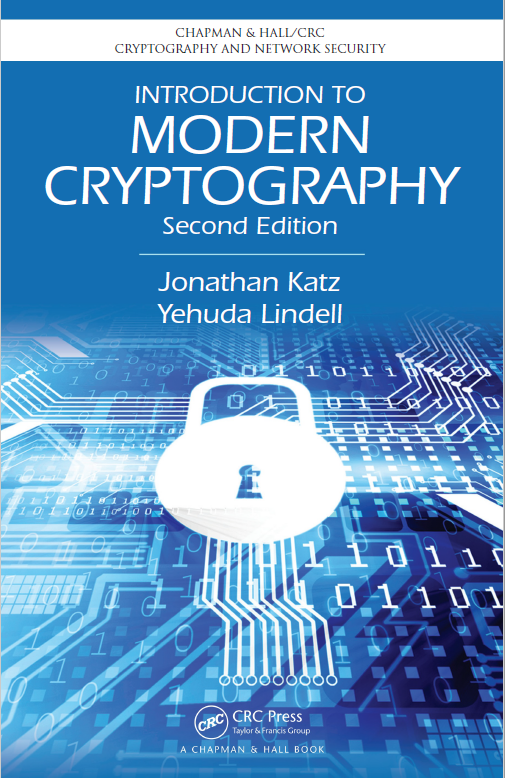 CHAPMAN & HALL/CRC
CRYPTOGRAPHY AND NETWORK SECURITY
INTRODUCTION TO
MODERN
CRYPTOGRAPHY
Second Edition
Jonathan Katz
Yehuda Lindell
CRC CRC Press
Taylor & Francis Group
A CHAPMAN & HALL BOOK